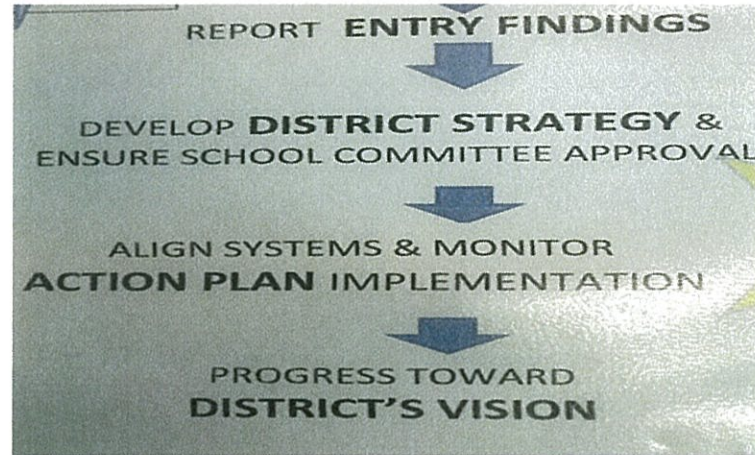 REPORT ENTRY FINDINGS
DEVELOP DISTRICT STRATEGY &
ENSURE SCHOOL COMMITTEE APPROVAL
ALIGN SYSTEMS & MONITOR
ACTION PLAN IMPLEMENTATION
PROGRESS TOWARD
DISTRICT'S VISION